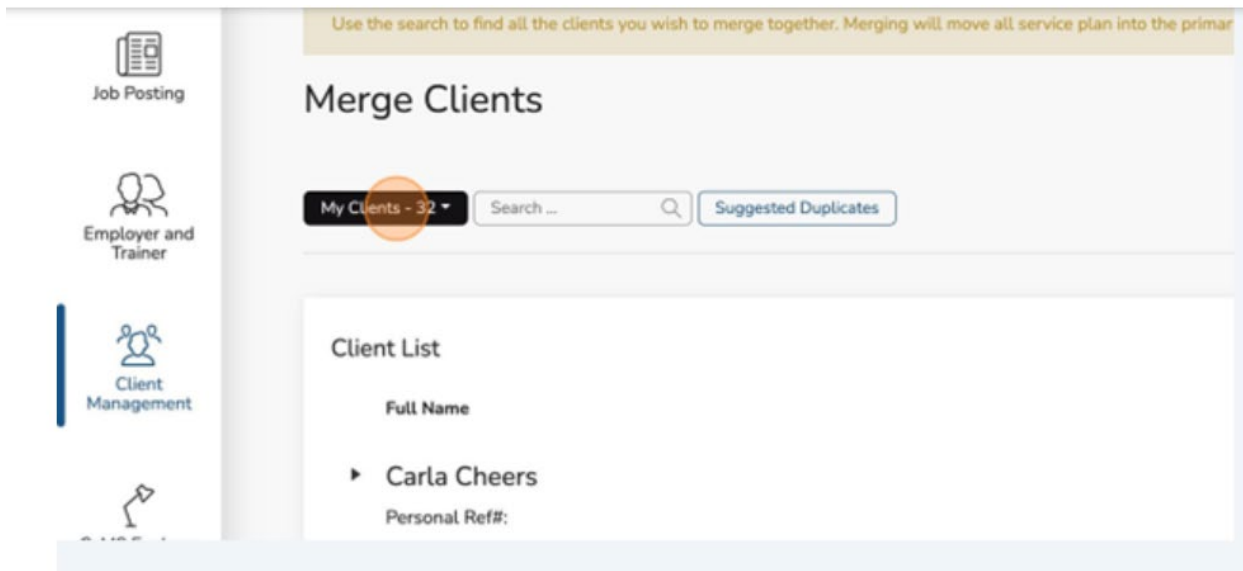 Use the search to find all the clients you wish to merge together. Merging will move all service plan into the
Job Posting
Merge Clients
My Clients - 32
Search ...
Suggested Duplicates
Employer and
Trainer
Client List
Client
Management
Full Name
Carla Cheers
Personal Ref#: